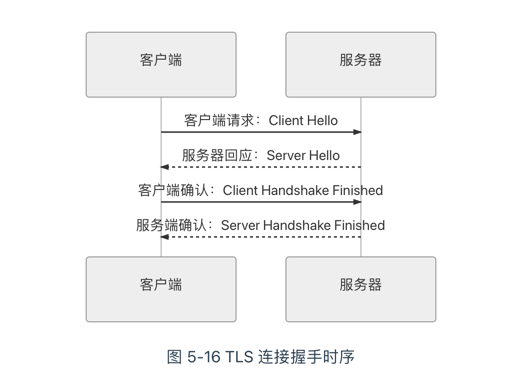 客户端 服务器
客户端请求：Client Hello
服务器回应：Server Hello
客户端确认：Client Handshake Finished
服务端确认：Server Handshake Finished
客户端 服务器
图 5-16 TLS 连接握手时序